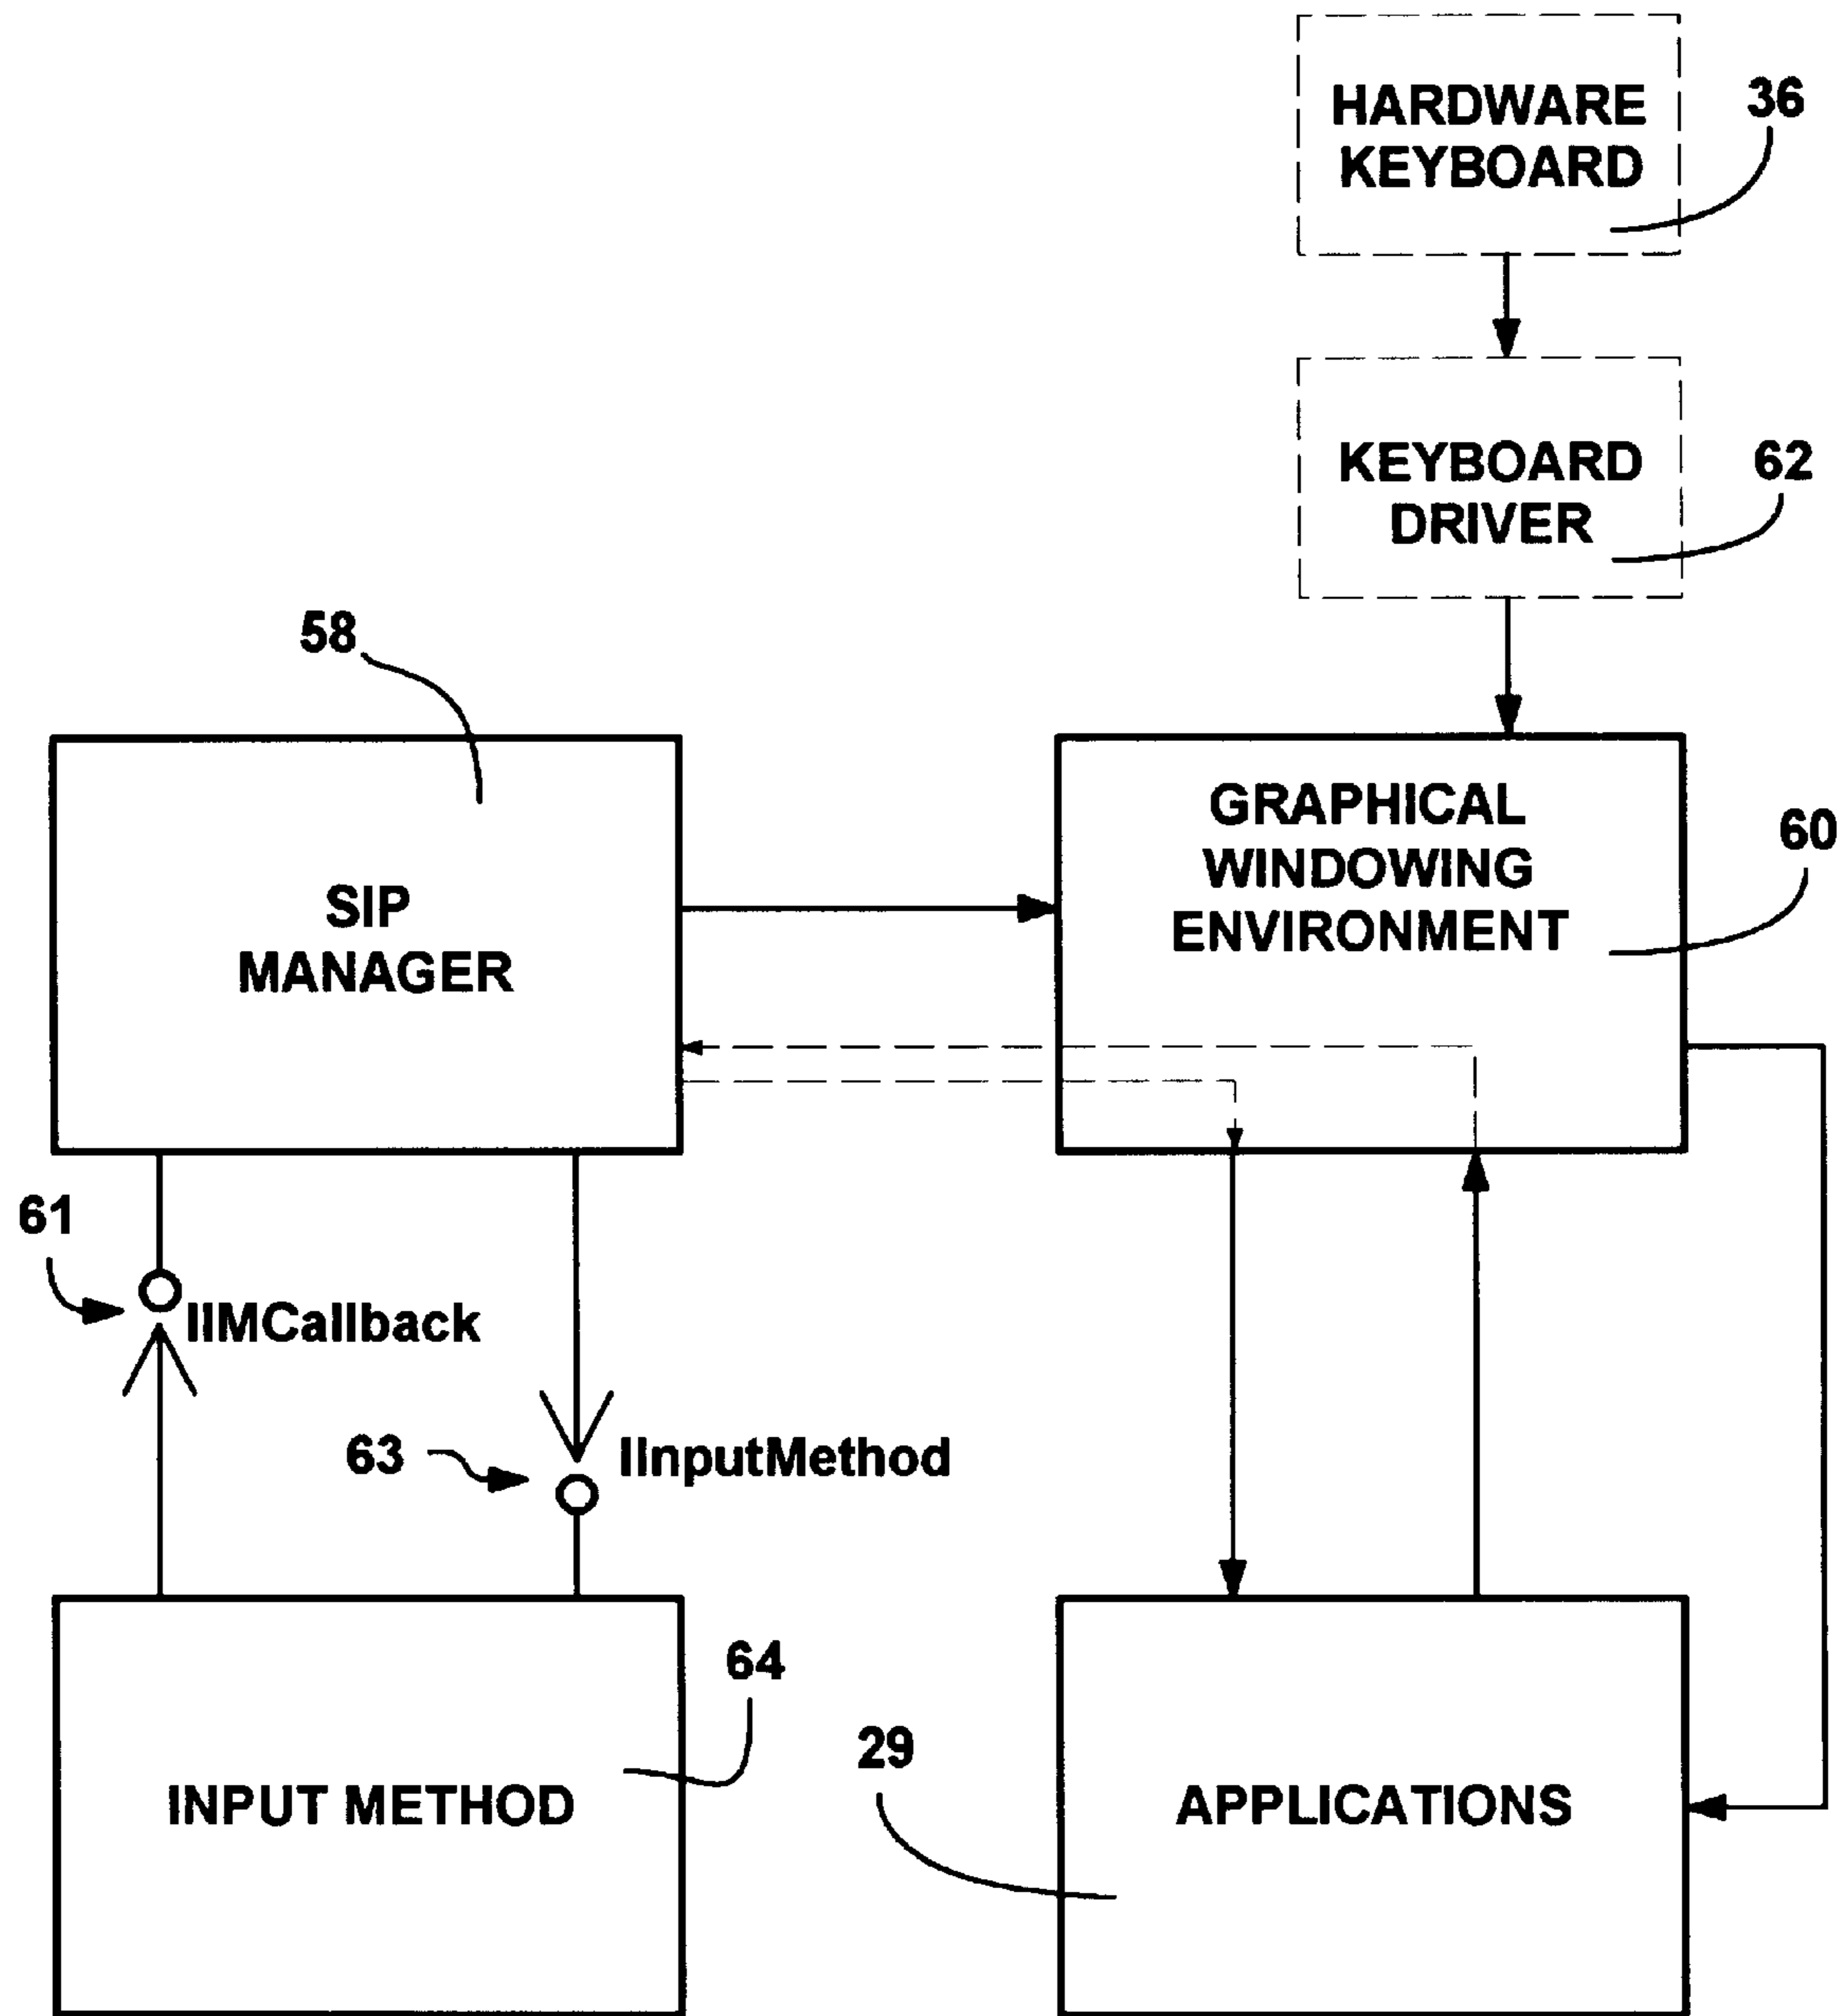 HARDWARE
KEYBOARD
36
KEYBOARD
DRIVER
62
58
SIP
MANAGER
GRAPHICAL
WINDOWING
ENVIRONMENT
60
61
IIMCallback
63
IInputMethod
64
INPUT METHOD
29
APPLICATIONS